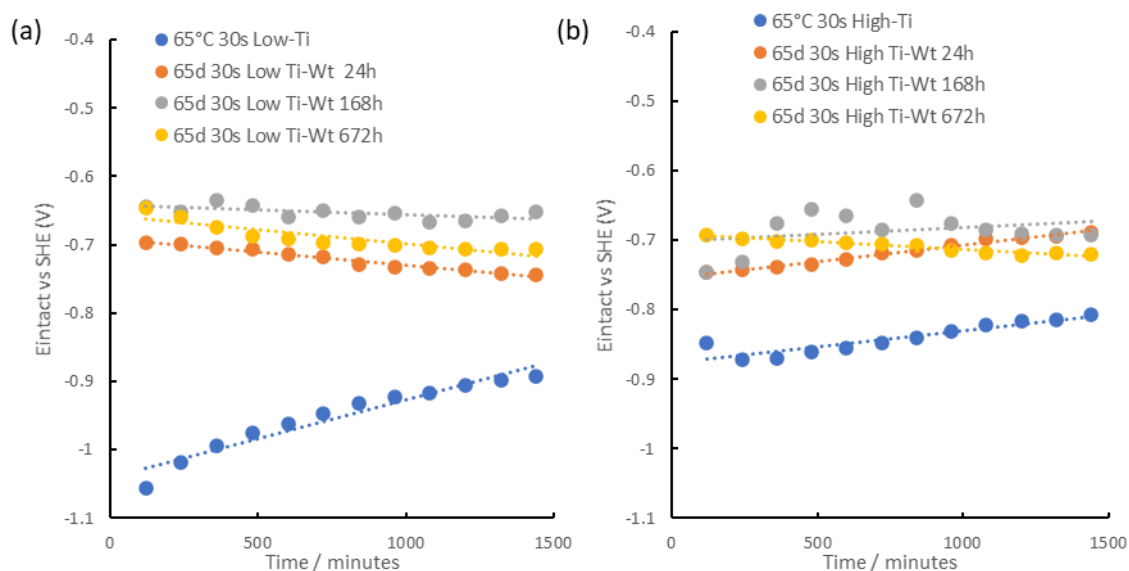 (a)
65°C 30s Low-Ti
65d 30s Low Ti-Wt 24h
65d 30s Low Ti-Wt 168h
65d 30s Low Ti-Wt 672h
Eintact vs SHE (V)
-0.4
-0.5
-0.6
-0.7
-0.8
-0.9
-1
-1.1
0
500
1000
1500
Time / minutes
(b)
65°C 30s High-Ti
65d 30s High Ti-Wt 24h
65d 30s High Ti-Wt 168h
65d 30s High Ti-Wt 672h
Eintact vs SHE (V)
-0.4
-0.5
-0.6
-0.7
-0.8
-0.9
-1
-1.1
0
500
1000
1500
Time / minutes